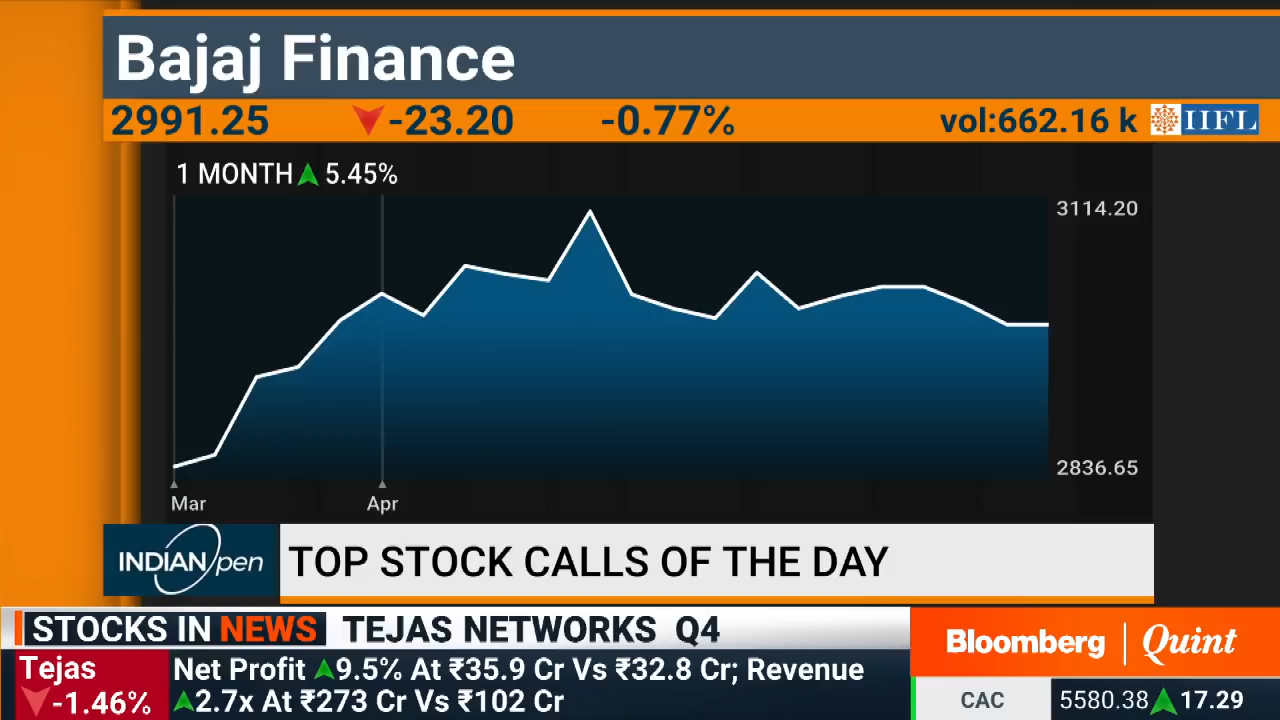 Bajaj Finance
2991.25 -23.20 -0.77% vol:662.16 k IIFL
1 MONTH 5.45%
3114.20
2836.65
Mar Apr
INDIAN Open TOP STOCK CALLS OF THE DAY
STOCKS IN NEWS TEJAS NETWORKS Q4
Tejas
-1.46%
Net Profit 9.5% At ₹35.9 Cr Vs ₹32.8 Cr; Revenue
2.7x At ₹273 Cr Vs ₹102 Cr
Bloomberg | Quint
CAC 5580.38 17.29